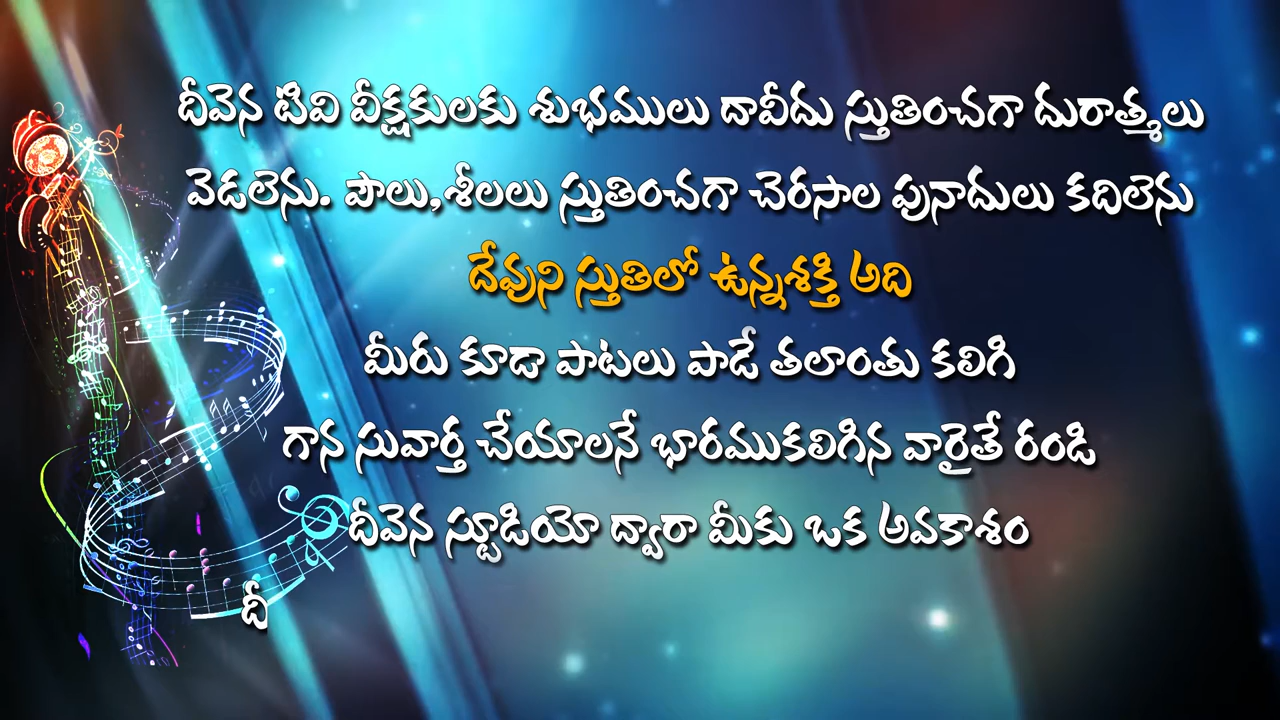 దీవెన టివి వీక్షకులకు శుభములు దావీదు స్తుతించగా దురాత్మలు
వెడలెను. పౌలు,శీలలు స్తుతించగా చెరసాల పునాదులు కదిలెను
దేవుని స్తుతిలో ఉన్నశక్తి అది
మీరు కూడా పాటలు పాడే తలాంతు కలిగి
గాన సువార్త చేయాలనే భారముకలిగిన వారైతే రండి
దీవెన స్టూడియో ద్వారా మీకు ఒక అవకాశం
దీ